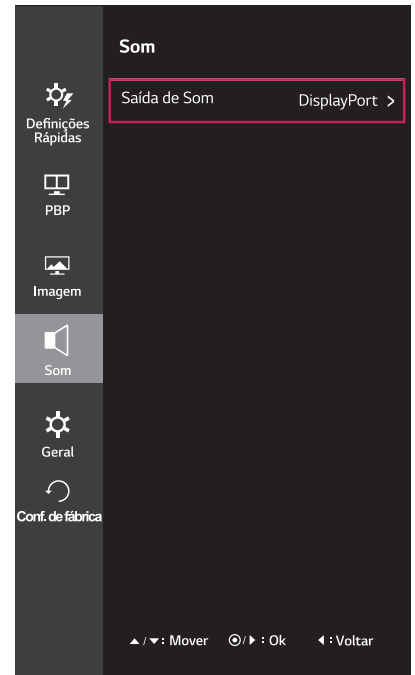 Som
Saída de Som DisplayPort >
Definições
Rápidas
PBP
Imagem
Som
Geral
Conf. de fábrica
▲/▼: Mover ◉/▶ : Ok ◀ : Voltar